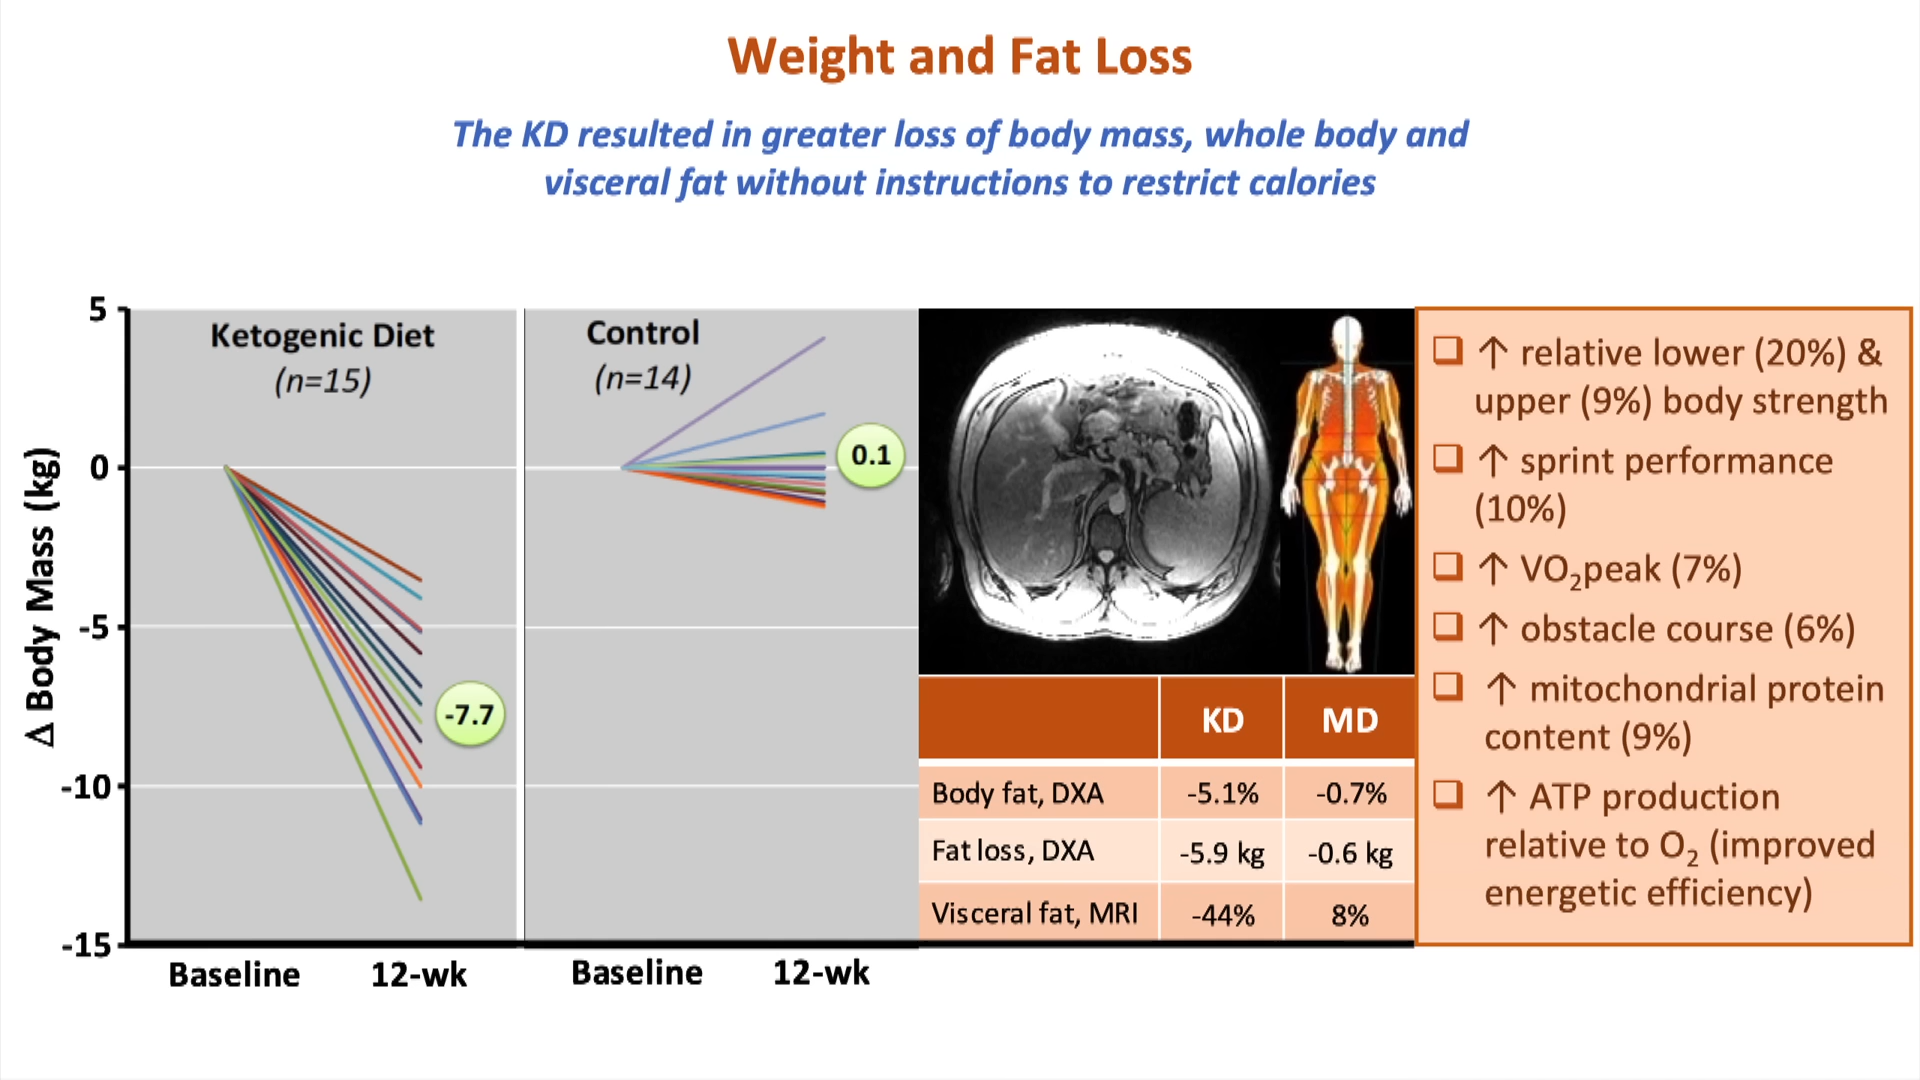 Weight and Fat Loss
The KD resulted in greater loss of body mass, whole body and
visceral fat without instructions to restrict calories
Δ Body Mass (kg)
5
0
-5
-10
-15
Ketogenic Diet
(n=15)
-7.7
Baseline 12-wk
Control
(n=14)
0.1
Baseline 12-wk
KD MD
Body fat, DXA -5.1% -0.7%
Fat loss, DXA -5.9 kg -0.6 kg
Visceral fat, MRI -44% 8%
❑ ↑ relative lower (20%) &
upper (9%) body strength
❑ ↑ sprint performance
(10%)
❑ ↑ VO₂peak (7%)
❑ ↑ obstacle course (6%)
❑ ↑ mitochondrial protein
content (9%)
❑ ↑ ATP production
relative to O₂ (improved
energetic efficiency)